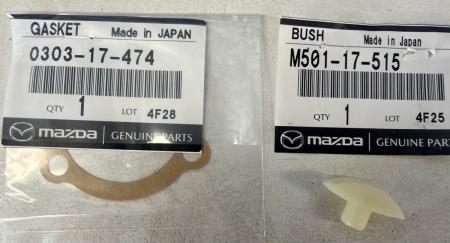 GASKET Made in JAPAN
0303-17-474
QTY 1 LOT 4F28
mazda GENUINE PARTS
BUSH Made in Japan
M501-17-515
QTY 1 LOT 4F25
mazda GENUINE PARTS